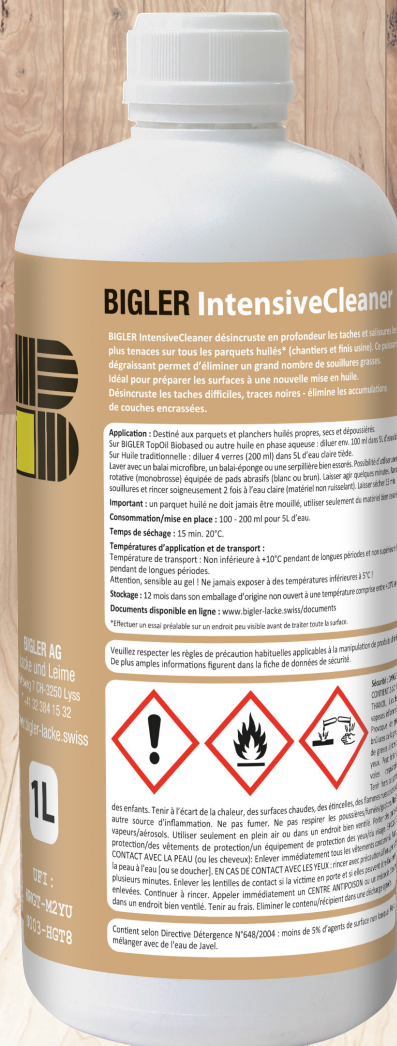 BIGLER IntensiveCleaner
BIGLER IntensiveCleaner désincruste en profondeur les taches et salissures les
plus tenaces sur tous les parquets huilés* (chantiers et finis usine). Ce puissant
dégraissant permet d'éliminer un grand nombre de souillures grasses.
Idéal pour préparer les surfaces à une nouvelle mise en huile.
Désincruste les taches difficiles, traces noires - élimine les accumulations
de couches encrassées.
Application : Destiné aux parquets et planchers huilés propres, secs et dépoussiérés.
Sur BIGLER TopOil Biobased ou autre huile en phase aqueuse : diluer env. 100 ml dans 5L d'eau
Sur Huile traditionnelle : diluer 4 verres (200 ml) dans 5L d'eau claire tiède.
Laver avec un balai microfibre, un balai-éponge ou une serpillière bien essorés. Possibilité d'utiliser une
rotative (monobrosse) équipée de pads abrasifs (blanc ou brun). Laisser agir quelques minutes.
souillures et rincer soigneusement 2 fois à l'eau claire (matériel non ruisselant). Laisser sécher 15 min.
Important : un parquet huilé ne doit jamais être mouillé, utiliser seulement du matériel bien essoré
Consommation/mise en place : 100 - 200 ml pour 5L d'eau.
Temps de séchage : 15 min. 20°C.
Températures d'application et de transport :
Température de transport : Non inférieure à +10°C pendant de longues périodes et non supérieure
pendant de longues périodes.
Attention, sensible au gel ! Ne jamais exposer à des températures inférieures à 5°C !
Stockage : 12 mois dans son emballage d'origine non ouvert à une température comprise entre +10°C
Documents disponible en ligne : www.bigler-lacke.swiss/documents
*Effectuer un essai préalable sur un endroit peu visible avant de traiter toute la surface.
Veuillez respecter les règles de précaution habituelles applicables à la manipulation de produits
De plus amples informations figurent dans la fiche de données de sécurité.
Sécurité :
CONTIENT
des enfants. Tenir à l'écart de la chaleur, des surfaces chaudes, des étincelles, des flammes nues
autre source d'inflammation. Ne pas fumer. Ne pas respirer les poussières/fumées/gaz
vapeurs/aérosols. Utiliser seulement en plein air ou dans un endroit bien ventilé. Porter des
protection/des vêtements de protection/un équipement de protection des yeux/du visage.
CONTACT AVEC LA PEAU (ou les cheveux): Enlever immédiatement tous les vêtements
la peau à l'eau [ou se doucher]. EN CAS DE CONTACT AVEC LES YEUX : rincer avec précaution
plusieurs minutes. Enlever les lentilles de contact si la victime en porte et si elles peuvent être
enlevées. Continuer à rincer. Appeler immédiatement un CENTRE ANTIPOISON ou un médecin.
dans un endroit bien ventilé. Tenir au frais. Eliminer le contenu/récipient dans une décharge
Contient selon Directive Détergence N°648/2004 : moins de 5% d'agents de surface non
mélanger avec de l'eau de Javel.
BIGLER AG
Lacke und Leime
7 CH-3250 Lyss
+41 32 384 15 32
www.bigler-lacke.swiss
1L
UFI :
-M2YU
-HGT8